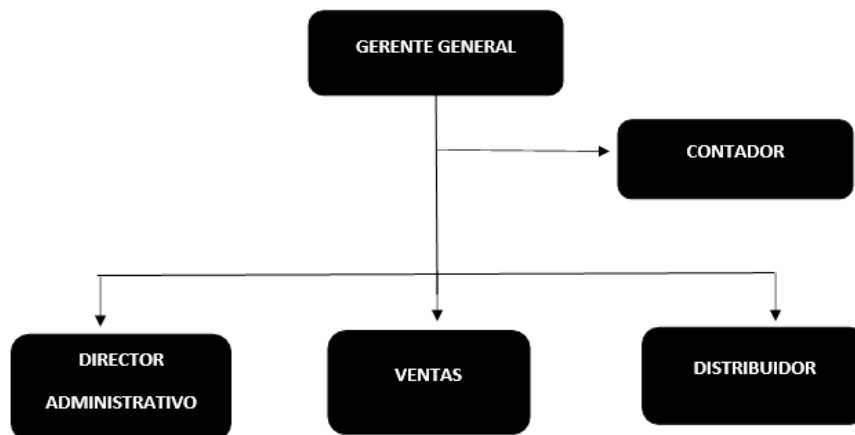 GERENTE GENERAL
CONTADOR
DIRECTOR
ADMINISTRATIVO
VENTAS
DISTRIBUIDOR